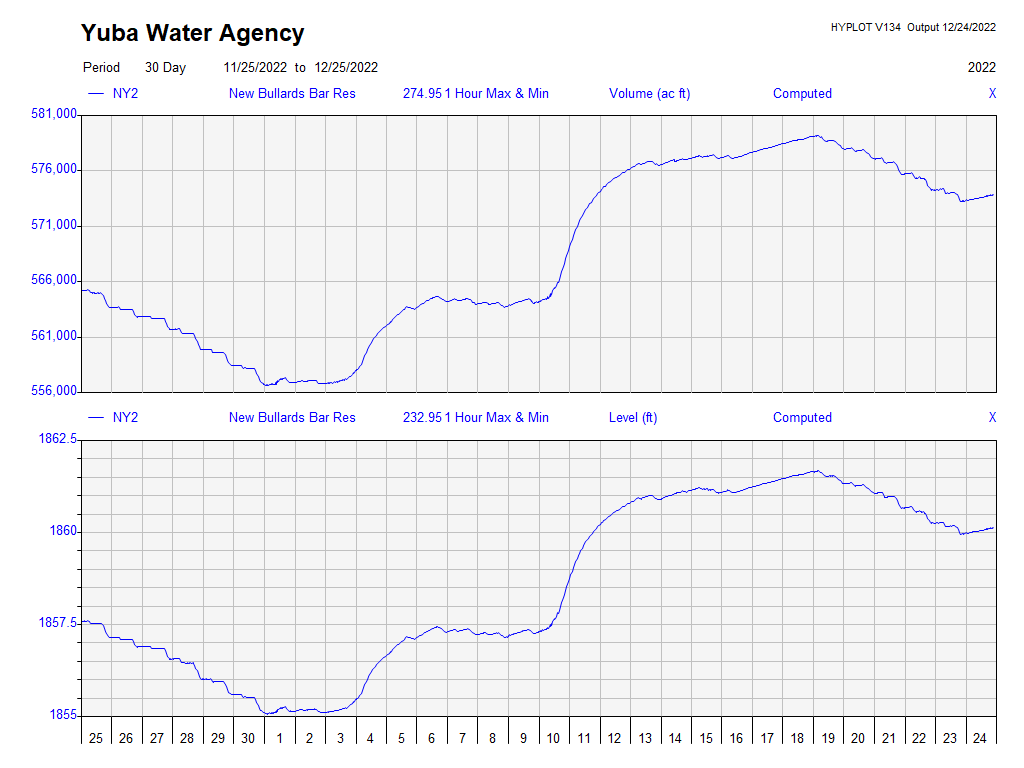 Yuba Water Agency
HYPLOT V134 Output 12/24/2022
Period 30 Day 11/25/2022 to 12/25/2022 2022
NY2 New Bullards Bar Res 274.95 1 Hour Max & Min Volume (ac ft) Computed X
581,000
576,000
571,000
566,000
561,000
556,000
NY2 New Bullards Bar Res 232.95 1 Hour Max & Min Level (ft) Computed X
1862.5
1860
1857.5
1855
25 26 27 28 29 30 1 2 3 4 5 6 7 8 9 10 11 12 13 14 15 16 17 18 19 20 21 22 23 24